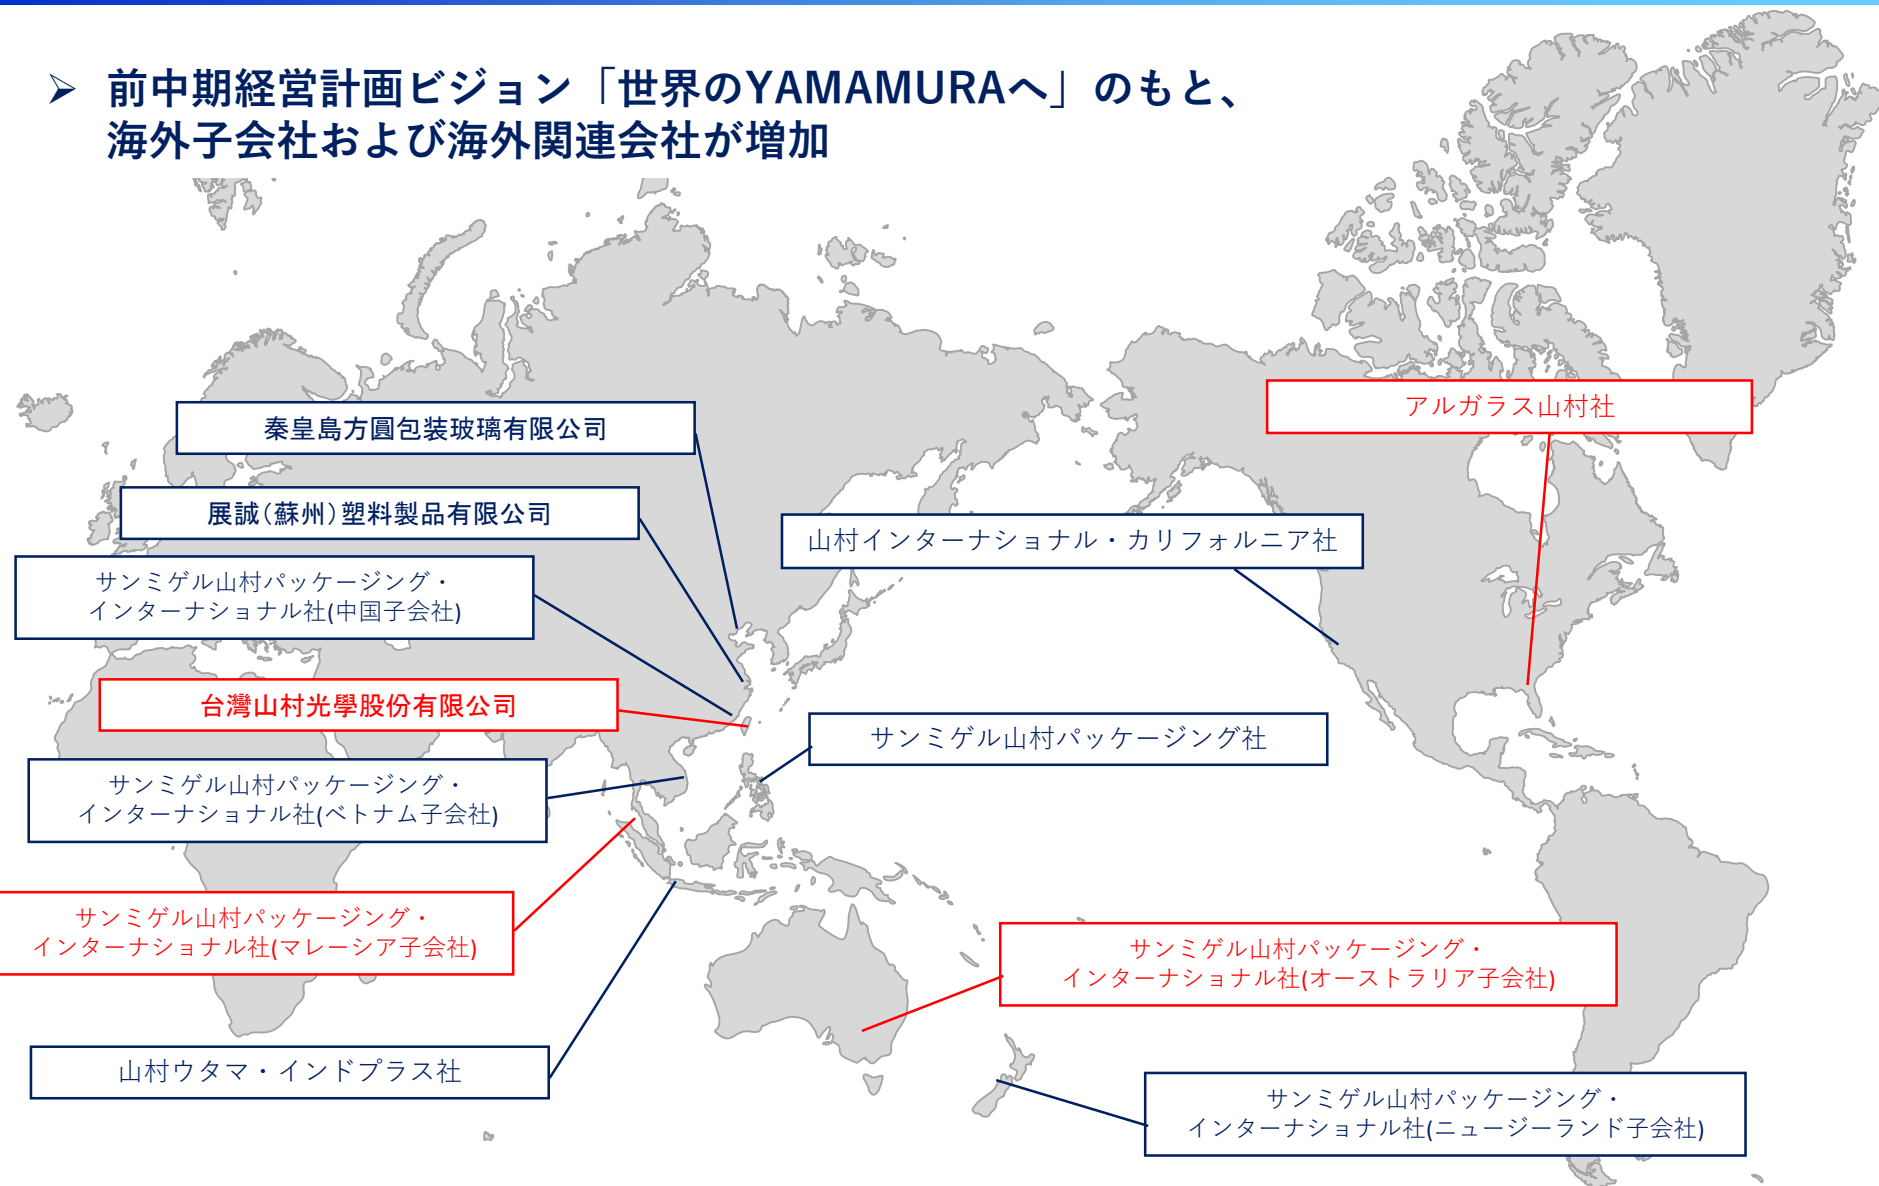 ➢ 前中期経営計画ビジョン「世界のYAMAMURAへ」のもと、
海外子会社および海外関連会社が増加
アルガラス山村社
秦皇島方圓包装玻璃有限公司
展誠(蘇州)塑料製品有限公司
山村インターナショナル・カリフォルニア社
サンミゲル山村パッケージング・
インターナショナル社(中国子会社)
台灣山村光學股份有限公司
サンミゲル山村パッケージング社
サンミゲル山村パッケージング・
インターナショナル社(ベトナム子会社)
サンミゲル山村パッケージング・
インターナショナル社(マレーシア子会社)
サンミゲル山村パッケージング・
インターナショナル社(オーストラリア子会社)
山村ウタマ・インドプラス社
サンミゲル山村パッケージング・
インターナショナル社(ニュージーランド子会社)